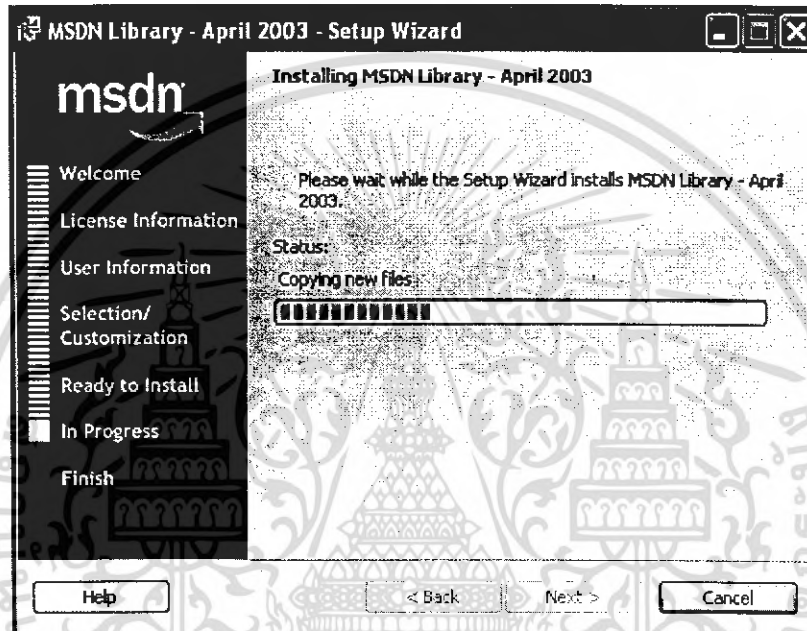 MSDN Library - April 2003 - Setup Wizard
msdn
Welcome
License Information
User Information
Selection/
Customization
Ready to Install
In Progress
Finish
Installing MSDN Library - April 2003
Please wait while the Setup Wizard installs MSDN Library - April
2003.
Status:
Copying new files
Help
< Back
Next >
Cancel